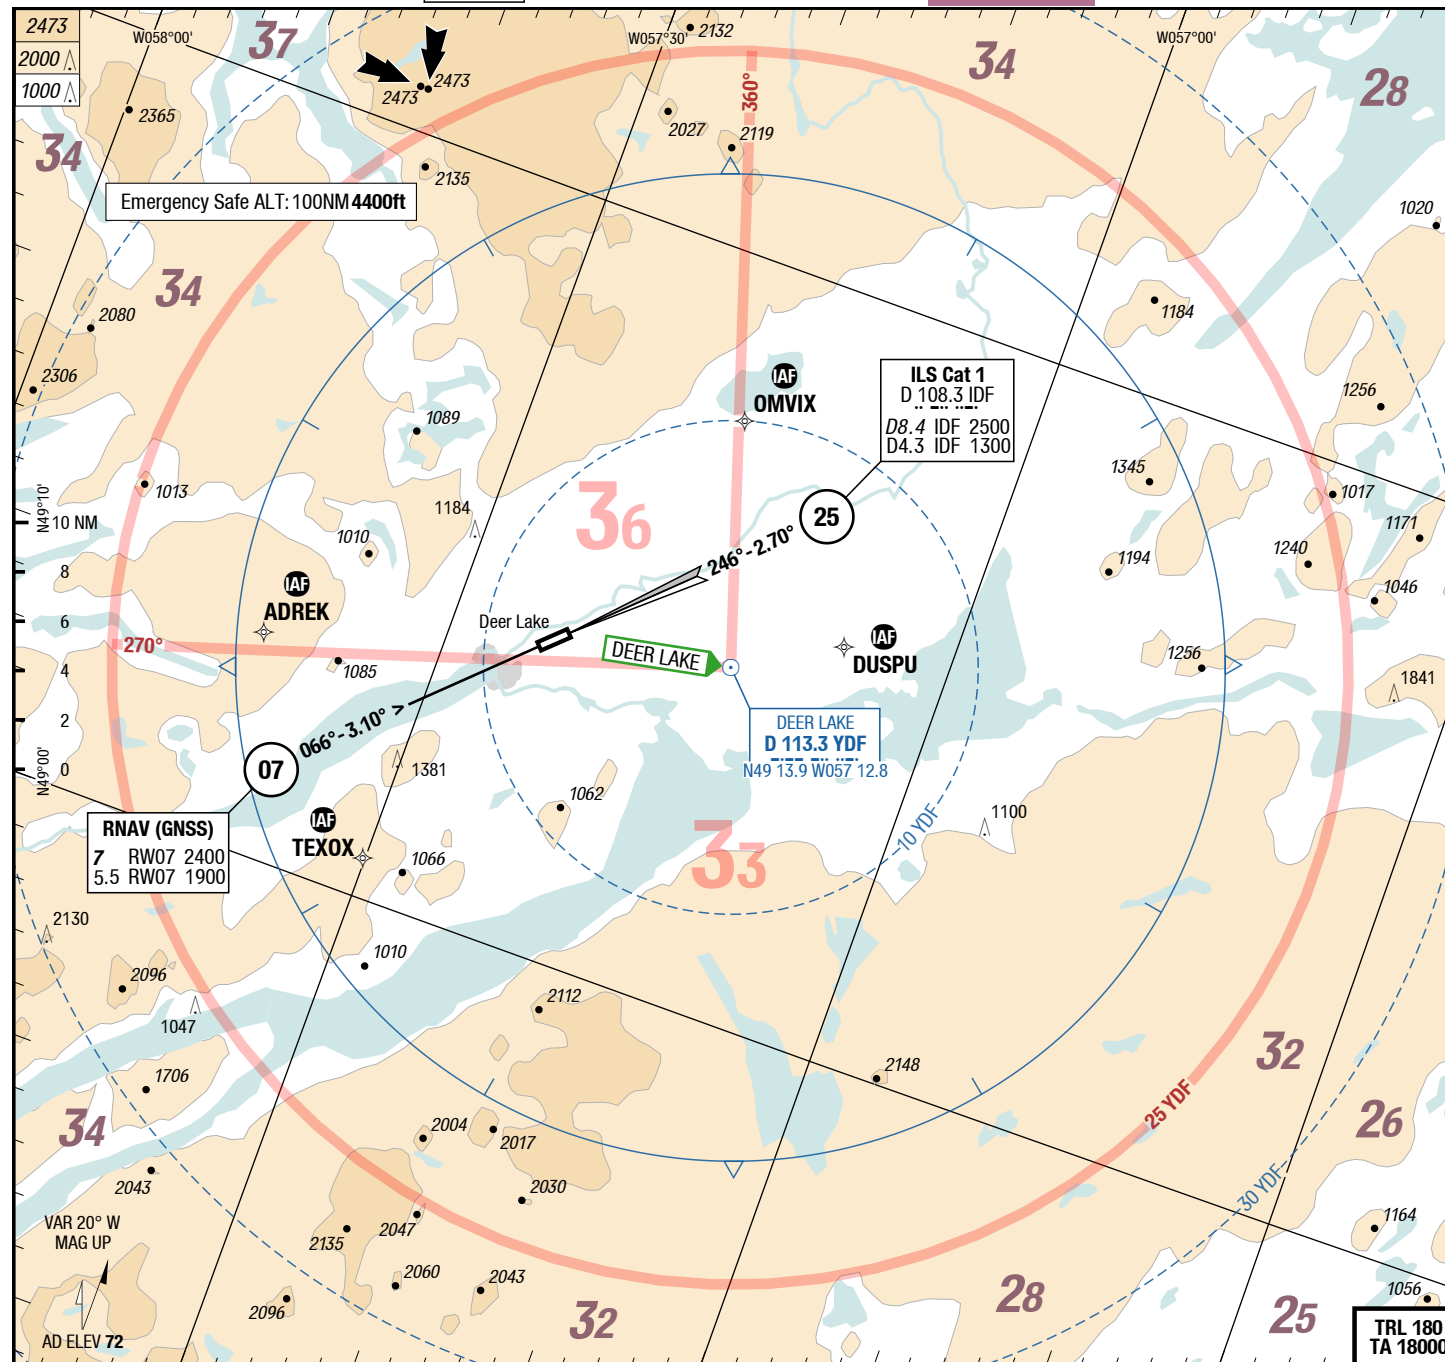 2473
2000
1000
W058°00'
W057°30'
W057°00'
37
34
28
2132
2473
2473
2365
34
2027
2119
360°
2135
Emergency Safe ALT: 100NM 4400ft
1020
34
2080
1184
2306
IAF
OMVIX
ILS Cat 1
D 108.3 IDF
D8.4 IDF 2500
D4.3 IDF 1300
1256
1089
1345
1013
1017
N49°10'
10 NM
1184
36
25
1171
1010
246°-2.70°
1194
1240
8
IAF
ADREK
1046
6
Deer Lake
270°
DEER LAKE
IAF
DUSPU
1256
4
1085
1841
2
066°-3.10° >
DEER LAKE
D 113.3 YDF
N49 13.9 W057 12.8
N49°00'
0
07
1381
1062
1100
10 YDF
RNAV (GNSS)
7 RW07 2400
5.5 RW07 1900
IAF
TEXOX
33
1066
2130
1010
2096
2112
1047
32
2148
1706
25 YDF
34
2004
2017
26
2043
2030
30 YDF
VAR 20° W
MAG UP
2047
2135
1164
2060
2043
2096
28
1056
32
25
AD ELEV 72
TRL 180
TA 18000